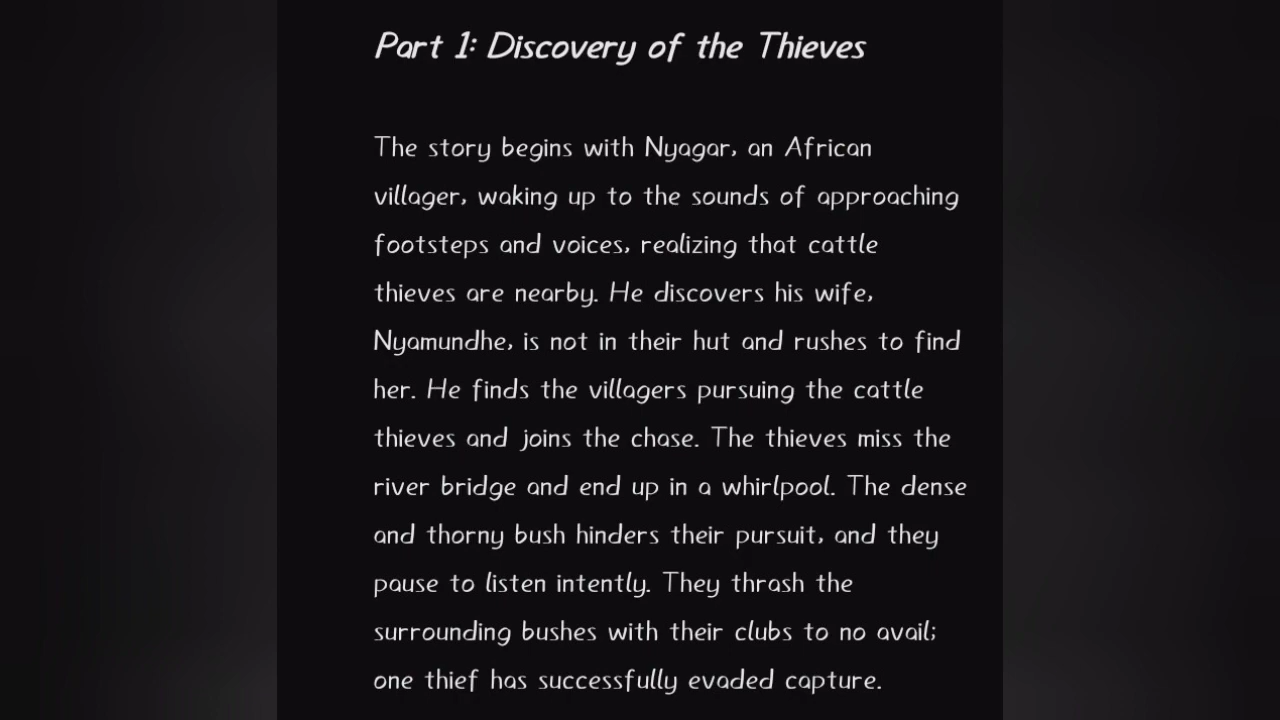 Part 1: Discovery of the Thieves
The story begins with Nyagar, an African
villager, waking up to the sounds of approaching
footsteps and voices, realizing that cattle
thieves are nearby. He discovers his wife,
Nyamundhe, is not in their hut and rushes to find
her. He finds the villagers pursuing the cattle
thieves and joins the chase. The thieves miss the
river bridge and end up in a whirlpool. The dense
and thorny bush hinders their pursuit, and they
pause to listen intently. They thrash the
surrounding bushes with their clubs to no avail;
one thief has successfully evaded capture.